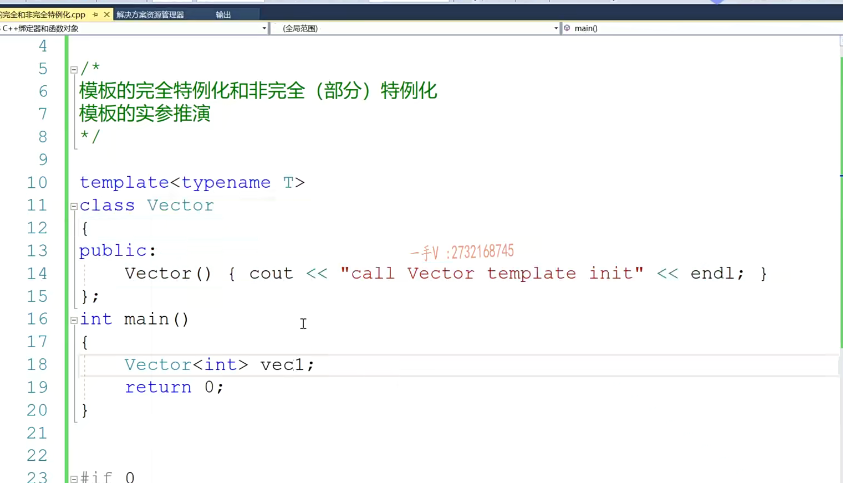 的完全和非完全特例化.cpp 解决方案资源管理器 输出
C++绑定器和函数对象 (全局范围) main()
4
5 /*
6 模板的完全特例化和非完全（部分）特例化
7 模板的实参推演
8 */
9
10 template<typename T>
11 class Vector
12 {
13 public:
一手V :2732168745
14 Vector() { cout << "call Vector template init" << endl; }
15 };
16 int main()
17 {
18 Vector<int> vec1;
19 return 0;
20 }
21
22
23 #if 0